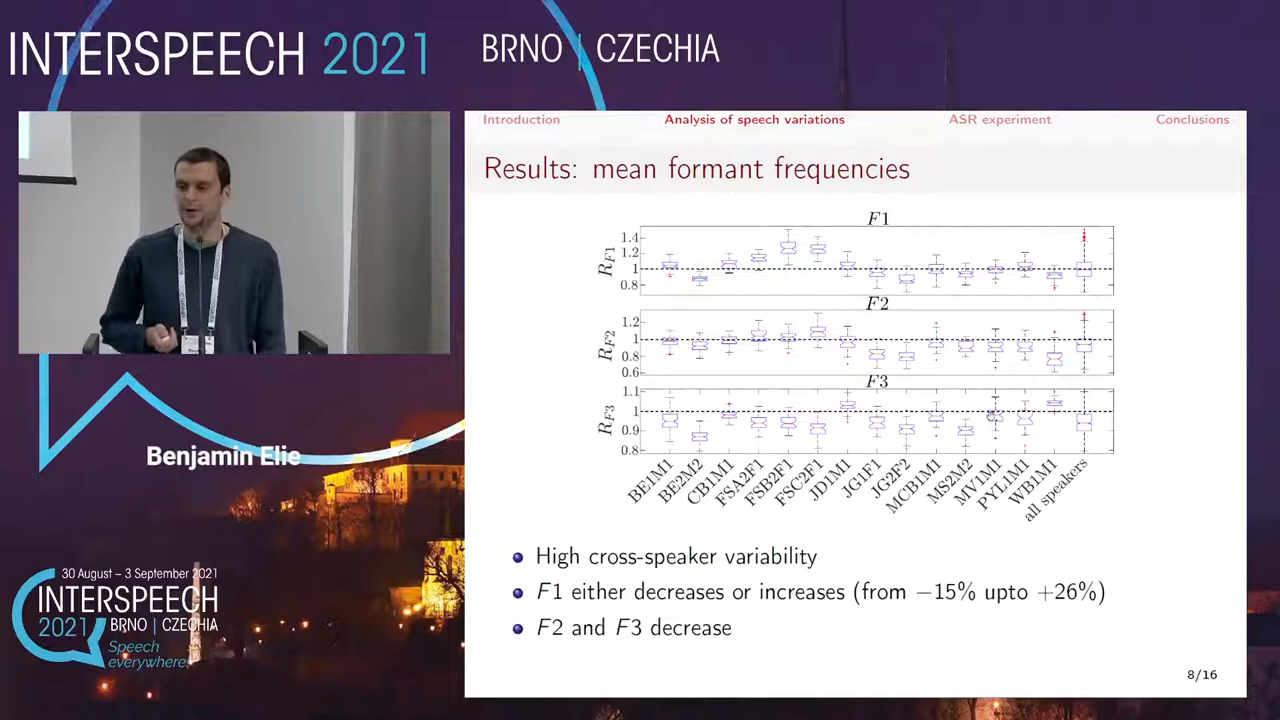 INTERSPEECH 2021
BRNO | CZECHIA
Introduction
Analysis of speech variations
ASR experiment
Conclusions
Results: mean formant frequencies
F1
R_F1
1.4
1.2
1
0.8
F2
R_F2
1.2
1
0.8
0.6
F3
R_F3
1.1
1
0.9
0.8
BE1M1
BE2M2
CB1M1
FSA2F1
FSB2F1
FSC2F1
JD1M1
JG1F1
JG2F2
MCB1M1
MS2M2
MV1M1
PYL1M1
WB1M1
all speakers
High cross-speaker variability
F1 either decreases or increases (from −15% upto +26%)
F2 and F3 decrease
8/16
Benjamin Elie
30 August – 3 September 2021
INTERSPEECH
2021 BRNO | CZECHIA
Speech
everywhere!